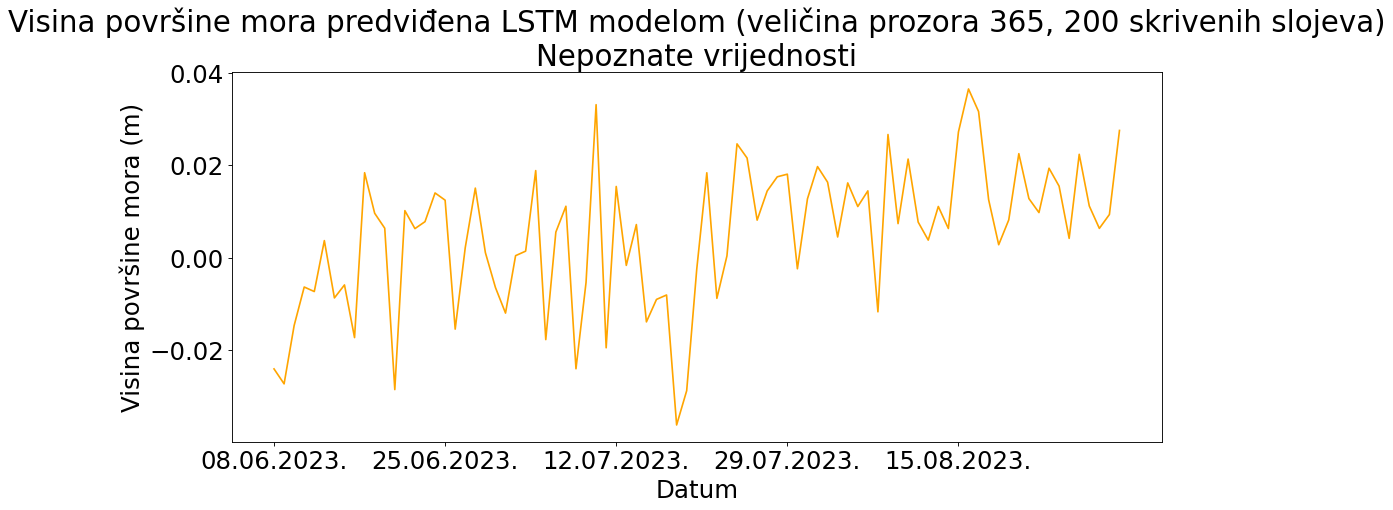 Visina površine mora predviđena LSTM modelom (veličina prozora 365, 200 skrivenih slojeva)
Nepoznate vrijednosti
Visina površine mora (m)
0.04
0.02
0.00
−0.02
08.06.2023. 25.06.2023. 12.07.2023. 29.07.2023. 15.08.2023.
Datum